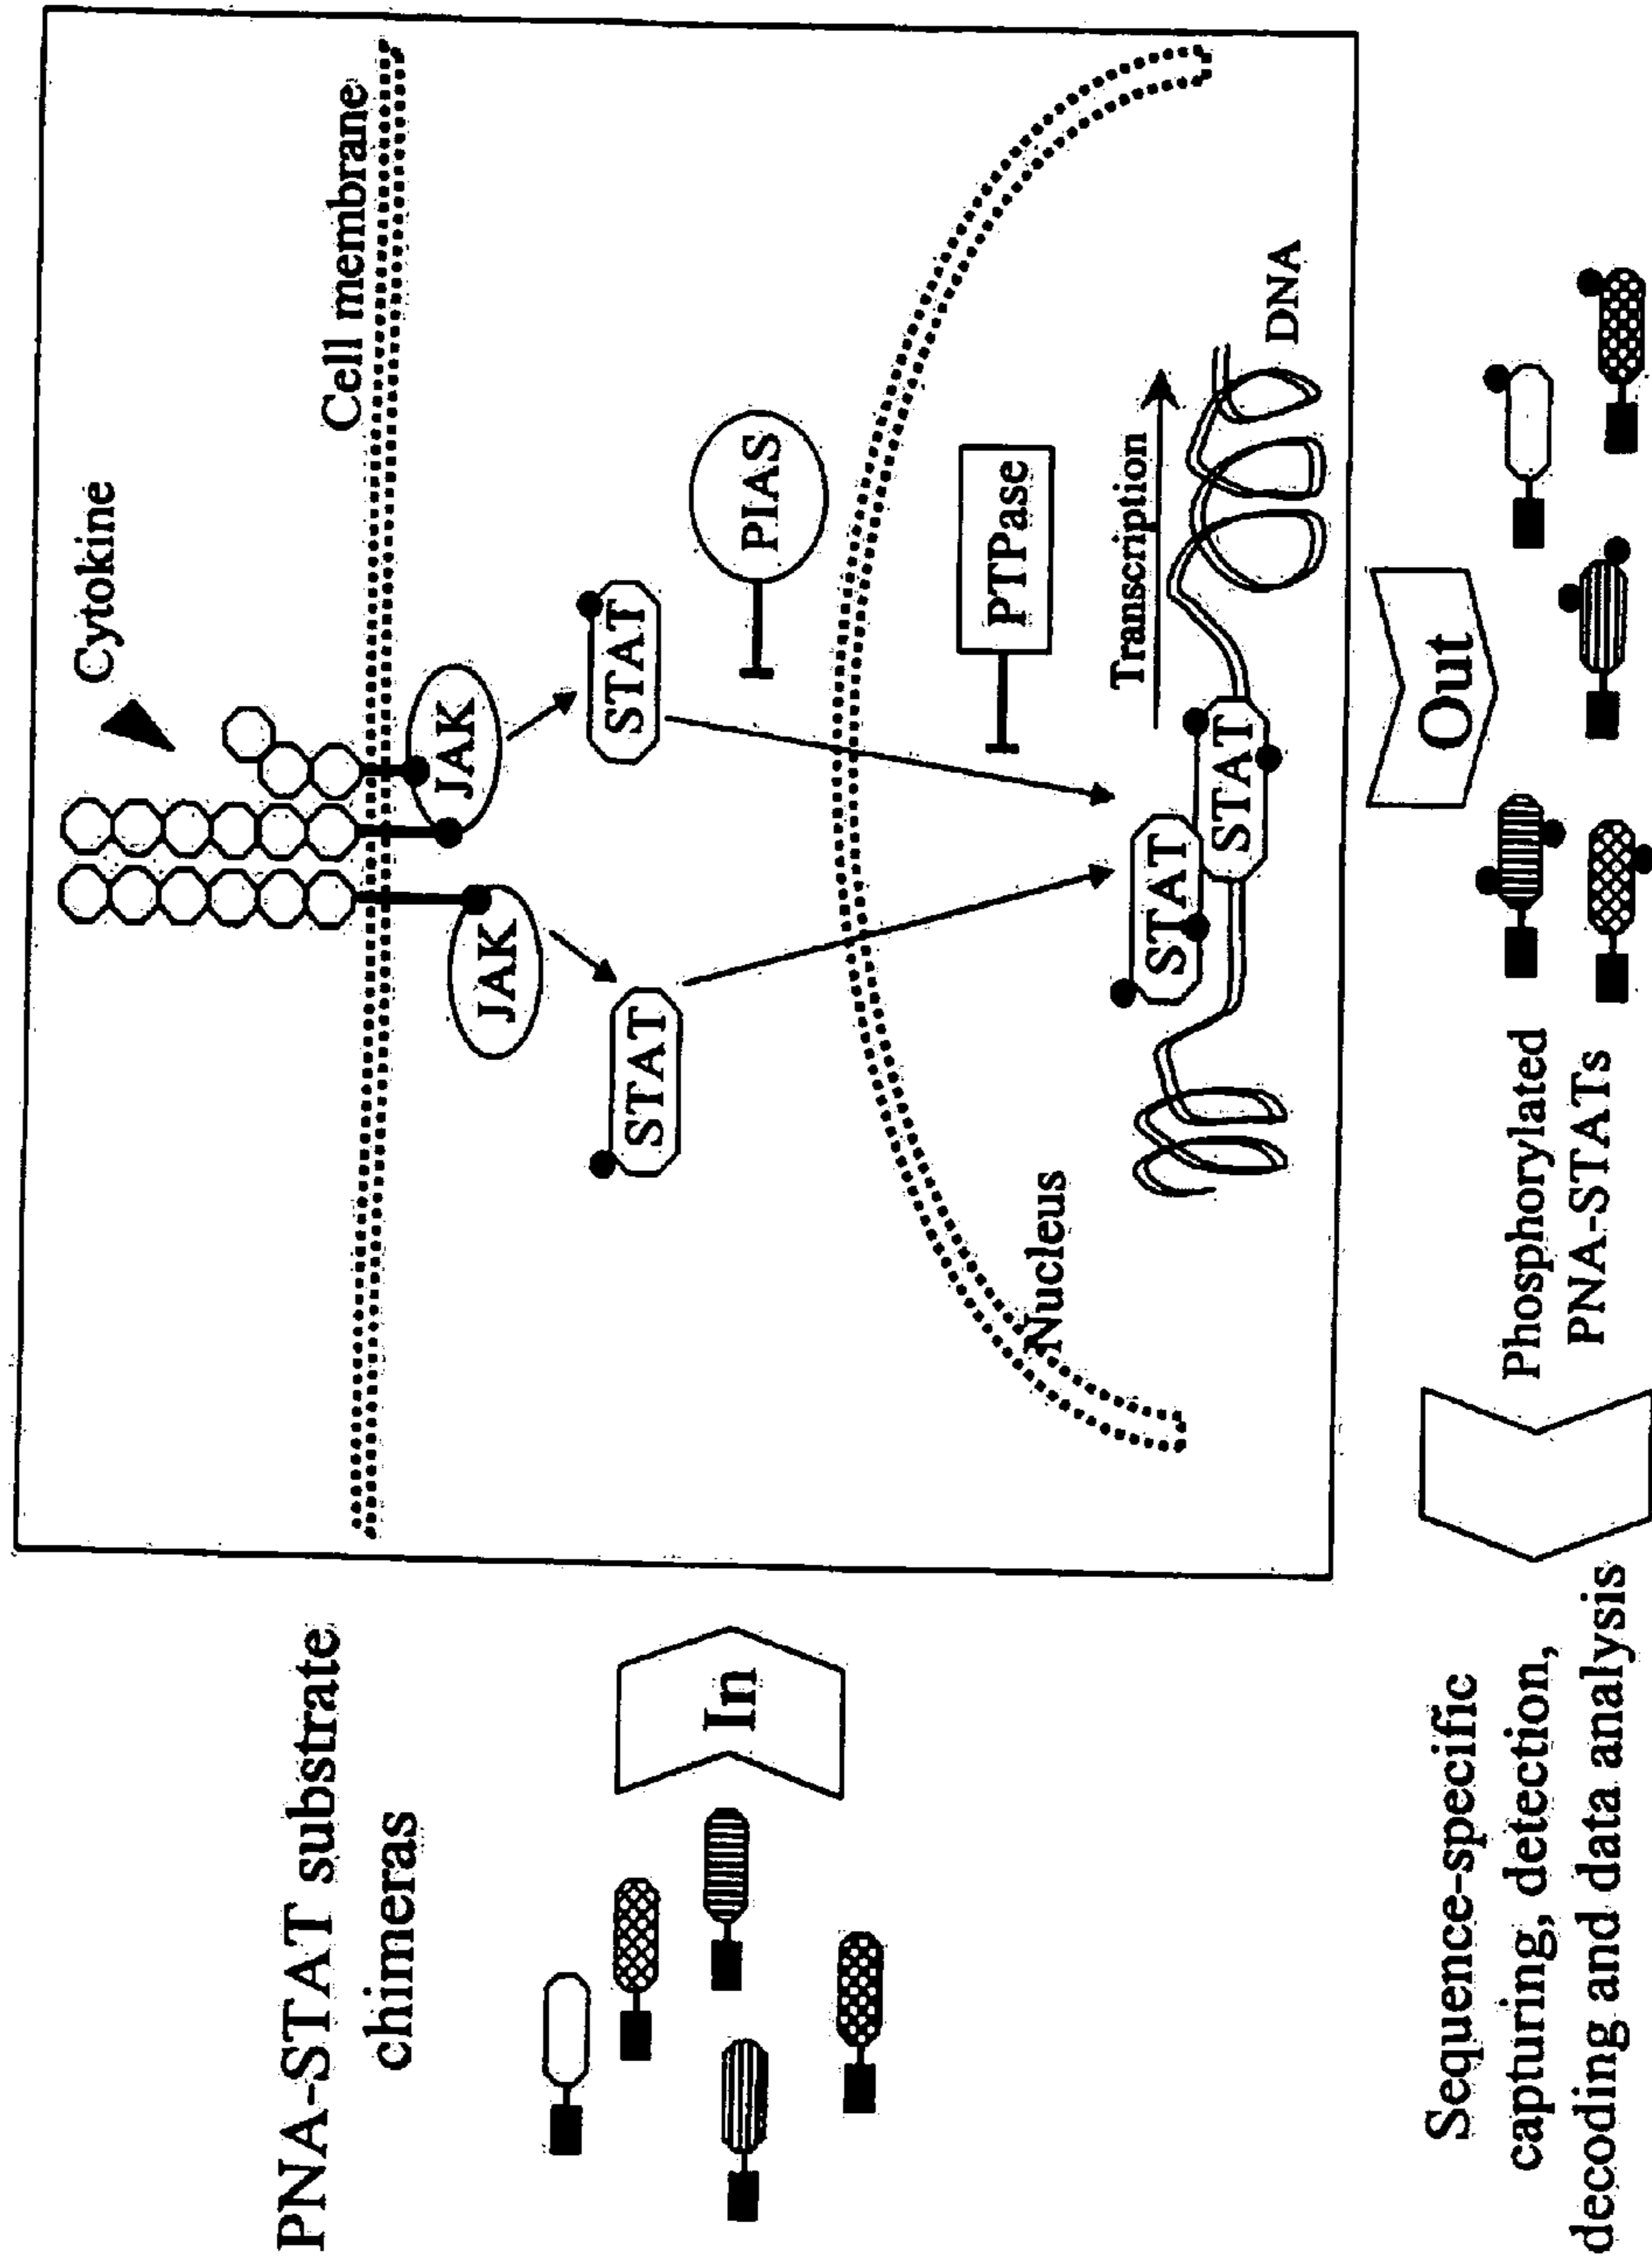 PNA-STAT substrate
chimeras
In
Cytokine
Cell membrane
JAK
JAK
STAT
STAT
PIAS
Nucleus
PTPase
STAT
STAT
Transcription
DNA
Out
Phosphorylated
PNA-STATs
Sequence-specific
capturing, detection,
decoding and data analysis